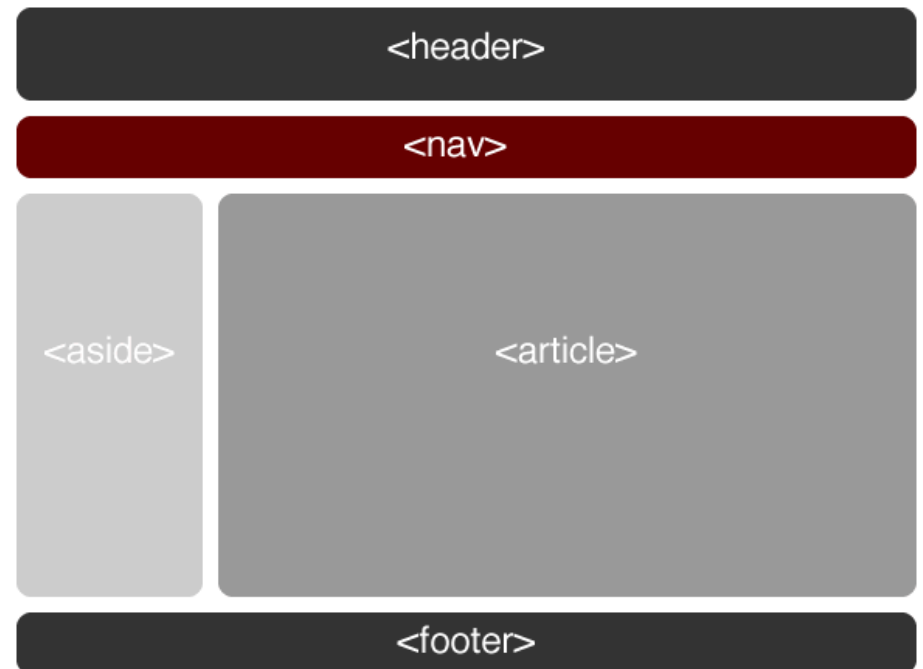 <header>
<nav>
<aside>
<article>
<footer>